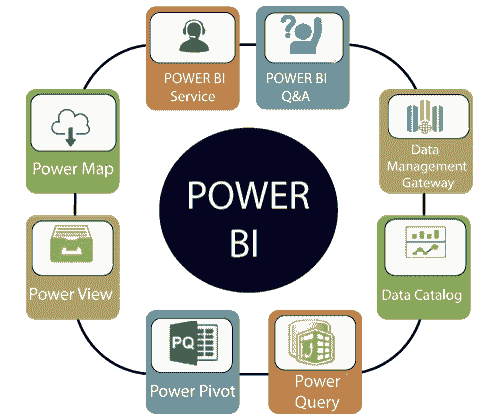 POWER BI
Service
POWER BI
Q&A
Data
Management
Gateway
Data Catalog
Power
Query
PQ
Power Pivot
Power View
Power Map
POWER
BI